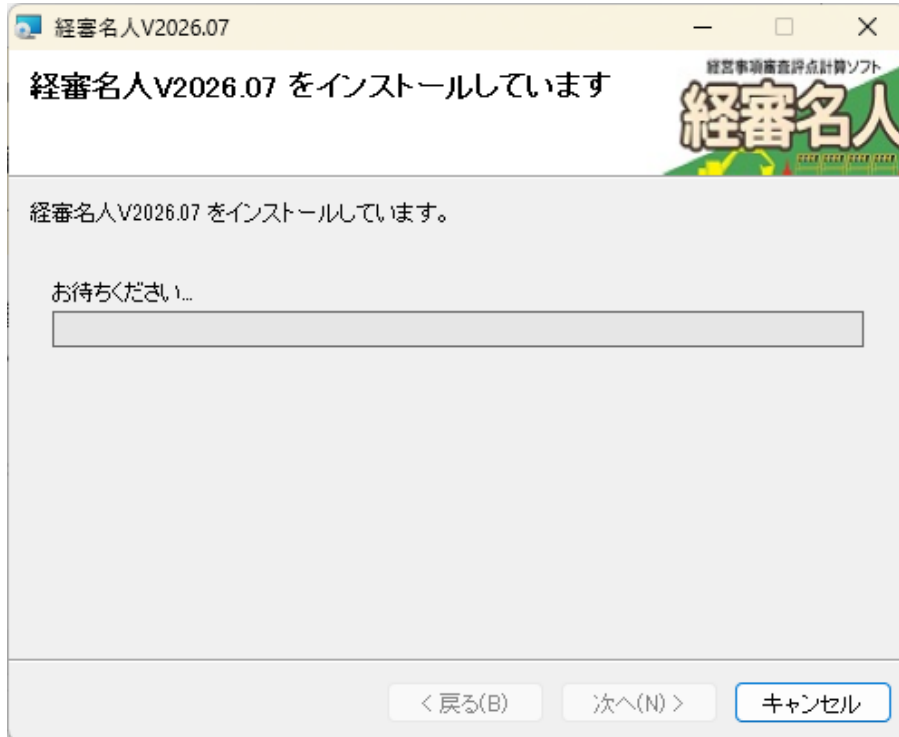 経審名人V2026.07
経審名人V2026.07 をインストールしています
経営事項審査評点計算ソフト
経審名人
経審名人V2026.07 をインストールしています。
お待ちください...
< 戻る(B)
次へ(N) >
キャンセル